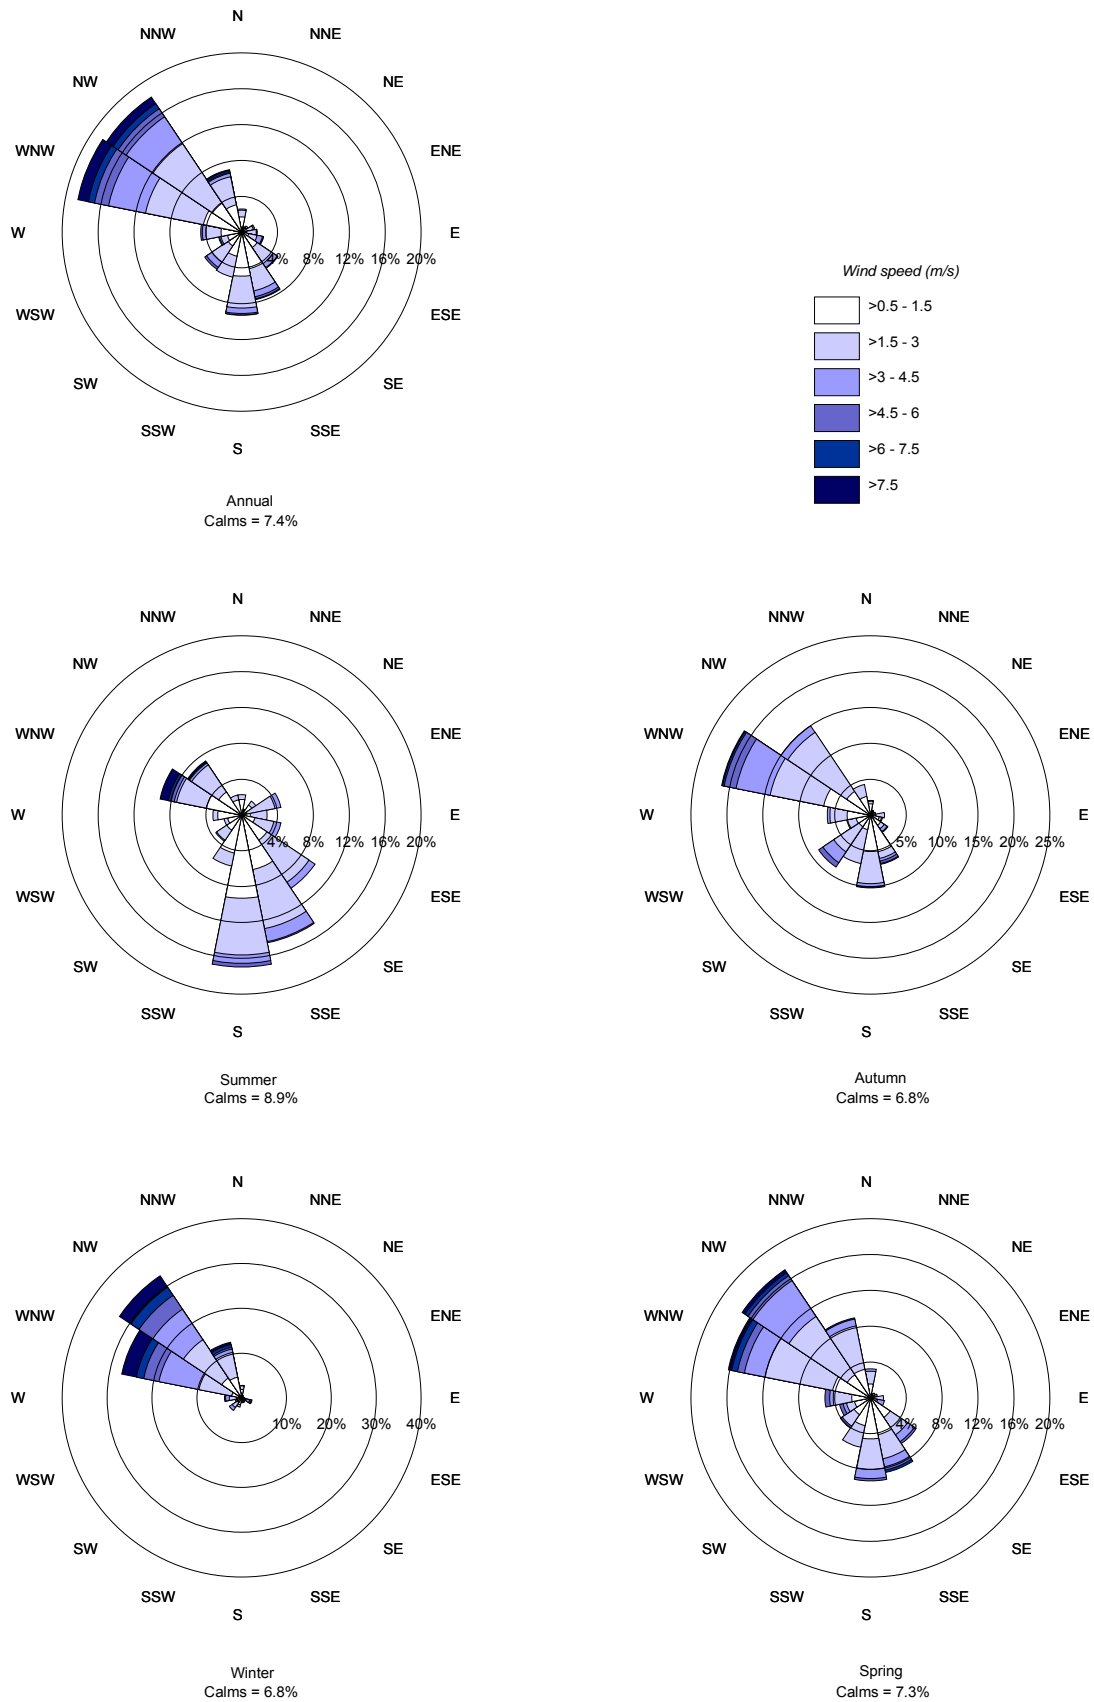 N
NNW NNE
NW NE
WNW ENE
W E
4% 8% 12% 16% 20%
WSW ESE
SW SE
SSW SSE
S
Annual
Calms = 7.4%
Wind speed (m/s)
>0.5 - 1.5
>1.5 - 3
>3 - 4.5
>4.5 - 6
>6 - 7.5
>7.5
N
NNW NNE
NW NE
WNW ENE
W E
4% 8% 12% 16% 20%
WSW ESE
SW SE
SSW SSE
S
Summer
Calms = 8.9%
N
NNW NNE
NW NE
WNW ENE
W E
5% 10% 15% 20% 25%
WSW ESE
SW SE
SSW SSE
S
Autumn
Calms = 6.8%
N
NNW NNE
NW NE
WNW ENE
W E
10% 20% 30% 40%
WSW ESE
SW SE
SSW SSE
S
Winter
Calms = 6.8%
N
NNW NNE
NW NE
WNW ENE
W E
4% 8% 12% 16% 20%
WSW ESE
SW SE
SSW SSE
S
Spring
Calms = 7.3%